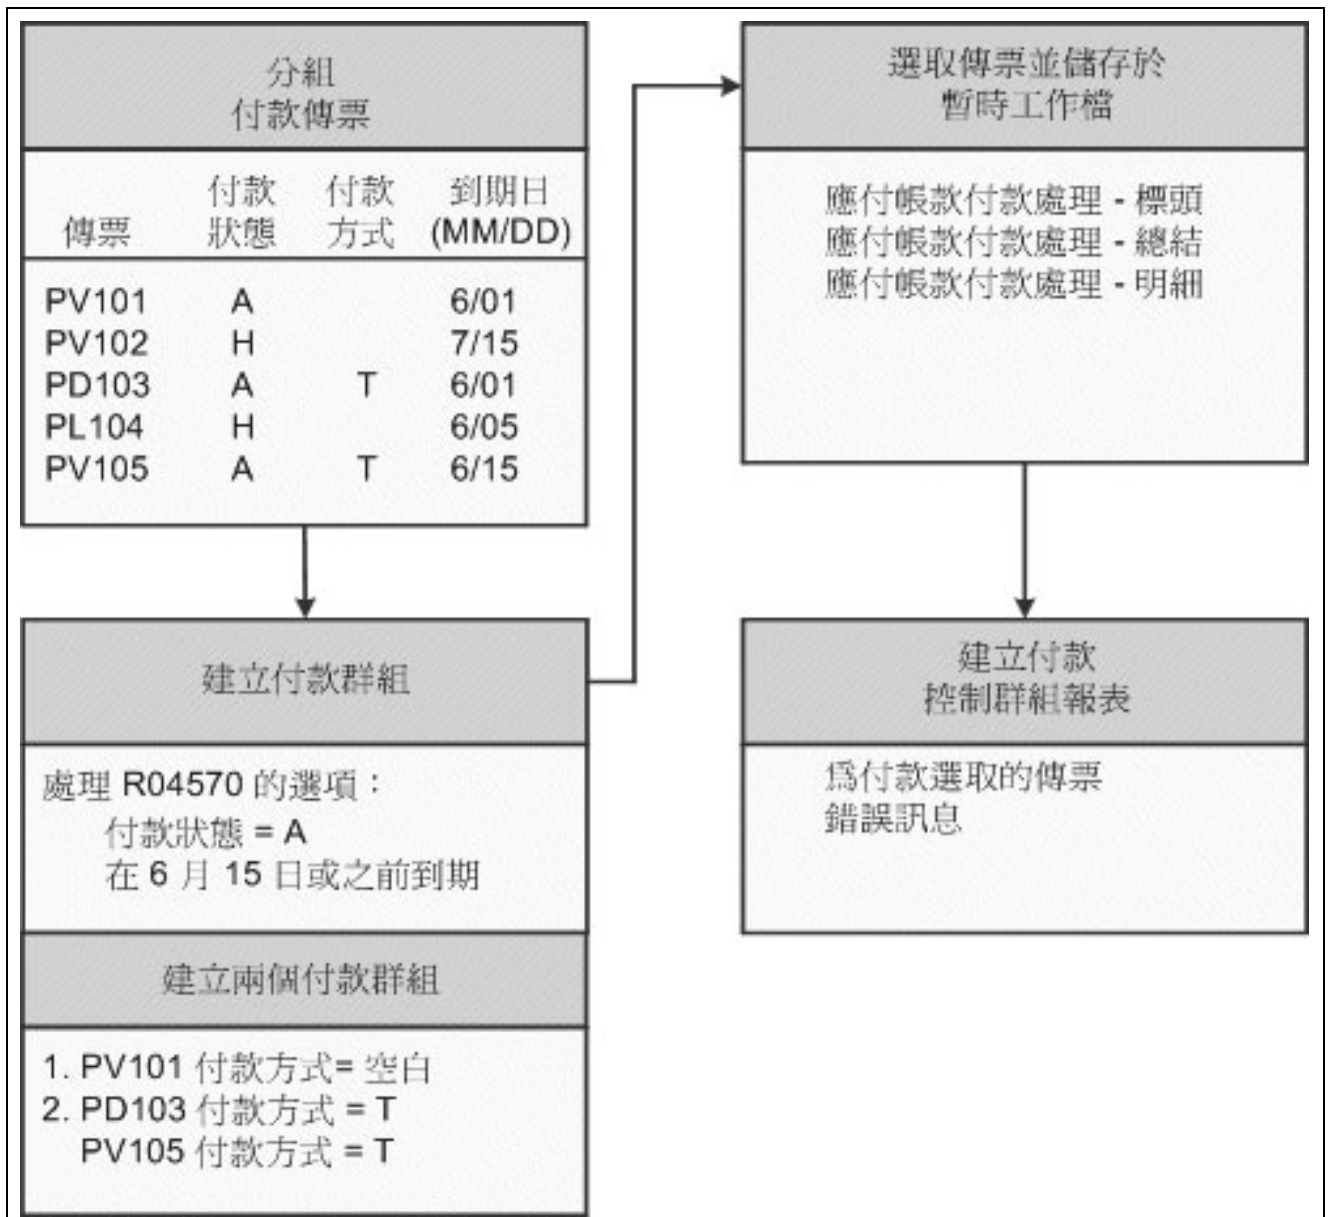 分組
付款傳票
傳票 付款狀態 付款方式 到期日(MM/DD)
PV101 A 6/01
PV102 H 7/15
PD103 A T 6/01
PL104 H 6/05
PV105 A T 6/15
建立付款群組
處理 R04570 的選項：
付款狀態 = A
在 6 月 15 日或之前到期
建立兩個付款群組
1. PV101 付款方式= 空白
2. PD103 付款方式 = T
PV105 付款方式 = T
選取傳票並儲存於
暫時工作檔
應付帳款付款處理 - 標頭
應付帳款付款處理 - 總結
應付帳款付款處理 - 明細
建立付款
控制群組報表
爲付款選取的傳票
錯誤訊息